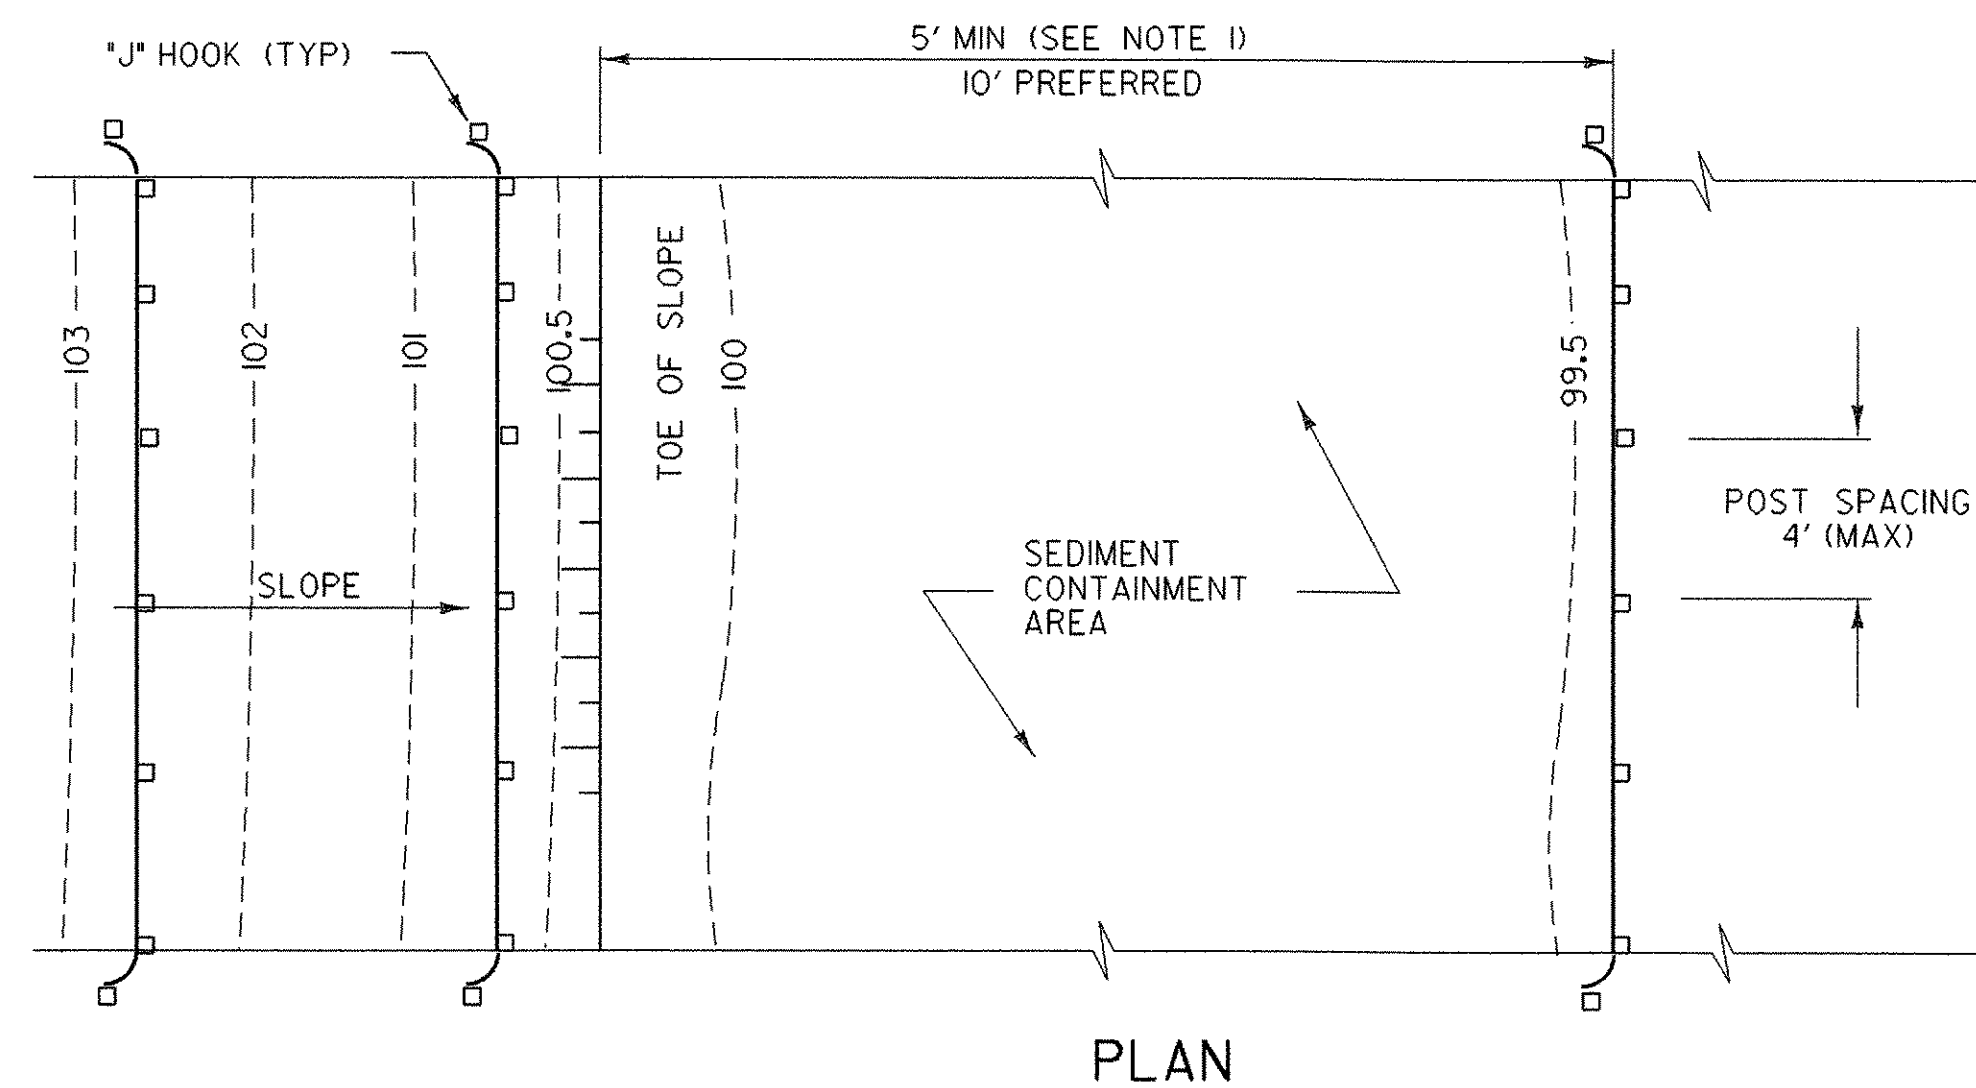 5' MIN (SEE NOTE 1)
"J" HOOK (TYP)
10' PREFERRED
103
102
101
100.5
TOE OF SLOPE
100
99.5
POST SPACING
4' (MAX)
SEDIMENT
CONTAINMENT
AREA
SLOPE
PLAN